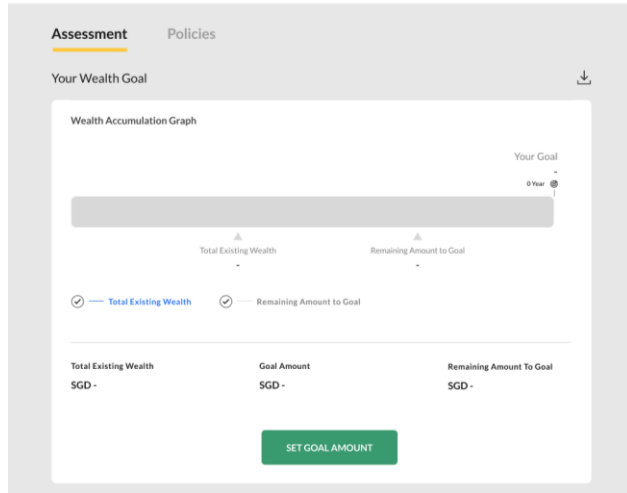 Assessment Policies
Your Wealth Goal
Wealth Accumulation Graph
Your Goal
-
0 Year
Total Existing Wealth Remaining Amount to Goal
- -
Total Existing Wealth Remaining Amount to Goal
Total Existing Wealth Goal Amount Remaining Amount To Goal
SGD - SGD - SGD -
SET GOAL AMOUNT